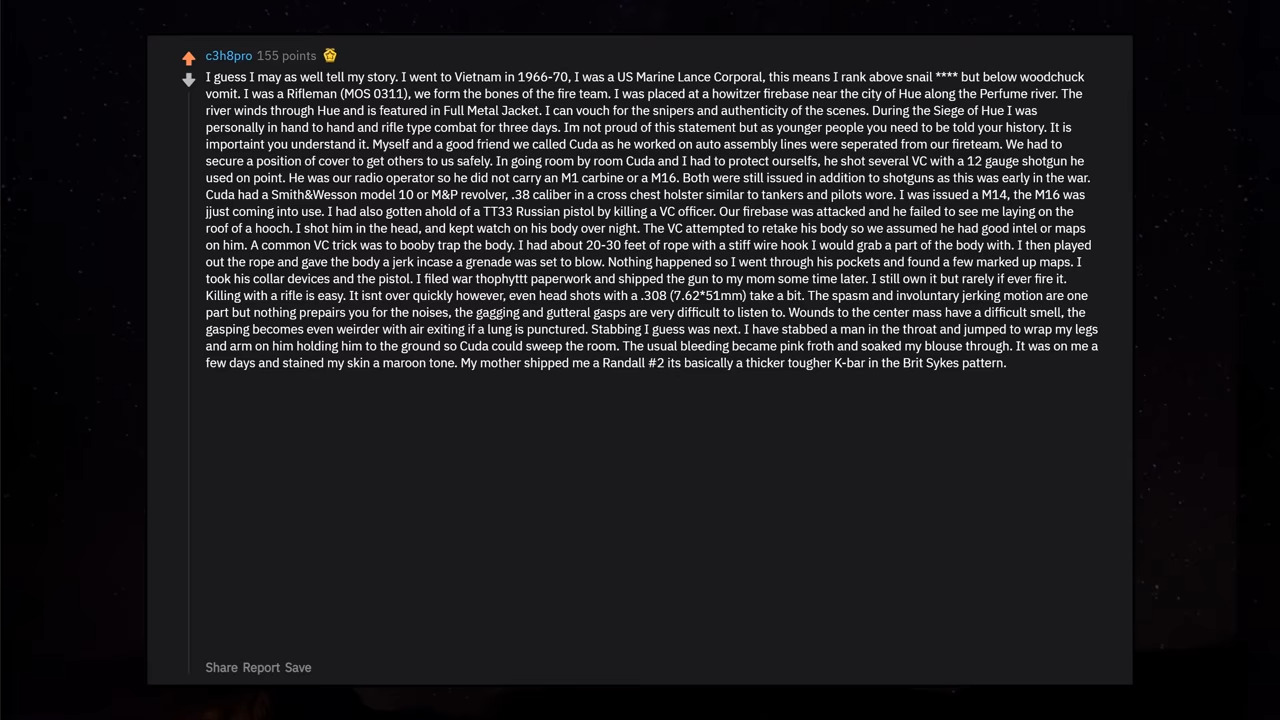 c3h8pro 155 points
I guess I may as well tell my story. I went to Vietnam in 1966-70, I was a US Marine Lance Corporal, this means I rank above snail **** but below woodchuck
vomit. I was a Rifleman (MOS 0311), we form the bones of the fire team. I was placed at a howitzer firebase near the city of Hue along the Perfume river. The
river winds through Hue and is featured in Full Metal Jacket. I can vouch for the snipers and authenticity of the scenes. During the Siege of Hue I was
personally in hand to hand and rifle type combat for three days. Im not proud of this statement but as younger people you need to be told your history. It is
importaint you understand it. Myself and a good friend we called Cuda as he worked on auto assembly lines were seperated from our fireteam. We had to
secure a position of cover to get others to us safely. In going room by room Cuda and I had to protect ourselfs, he shot several VC with a 12 gauge shotgun he
used on point. He was our radio operator so he did not carry an M1 carbine or a M16. Both were still issued in addition to shotguns as this was early in the war.
Cuda had a Smith&Wesson model 10 or M&P revolver, .38 caliber in a cross chest holster similar to tankers and pilots wore. I was issued a M14, the M16 was
jjust coming into use. I had also gotten ahold of a TT33 Russian pistol by killing a VC officer. Our firebase was attacked and he failed to see me laying on the
roof of a hooch. I shot him in the head, and kept watch on his body over night. The VC attempted to retake his body so we assumed he had good intel or maps
on him. A common VC trick was to booby trap the body. I had about 20-30 feet of rope with a stiff wire hook I would grab a part of the body with. I then played
out the rope and gave the body a jerk incase a grenade was set to blow. Nothing happened so I went through his pockets and found a few marked up maps. I
took his collar devices and the pistol. I filed war thophyttt paperwork and shipped the gun to my mom some time later. I still own it but rarely if ever fire it.
Killing with a rifle is easy. It isnt over quickly however, even head shots with a .308 (7.62*51mm) take a bit. The spasm and involuntary jerking motion are one
part but nothing prepairs you for the noises, the gagging and gutteral gasps are very difficult to listen to. Wounds to the center mass have a difficult smell, the
gasping becomes even weirder with air exiting if a lung is punctured. Stabbing I guess was next. I have stabbed a man in the throat and jumped to wrap my legs
and arm on him holding him to the ground so Cuda could sweep the room. The usual bleeding became pink froth and soaked my blouse through. It was on me a
few days and stained my skin a maroon tone. My mother shipped me a Randall #2 its basically a thicker tougher K-bar in the Brit Sykes pattern.
Share Report Save